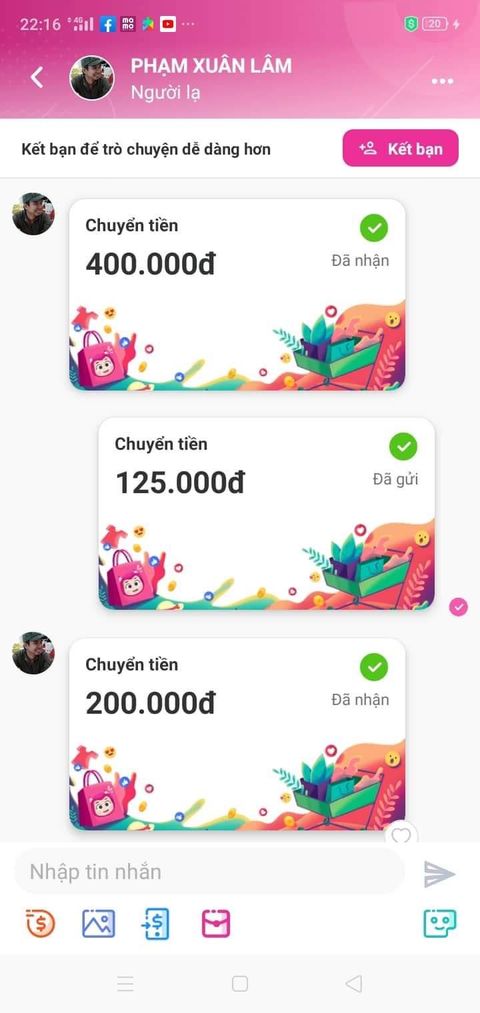 22:16 4G mo mo 20
PHẠM XUÂN LÂM
Người lạ
Kết bạn để trò chuyện dễ dàng hơn
Kết bạn
Chuyển tiền
400.000đ
Đã nhận
Chuyển tiền
125.000đ
Đã gửi
Chuyển tiền
200.000đ
Đã nhận
Nhập tin nhắn